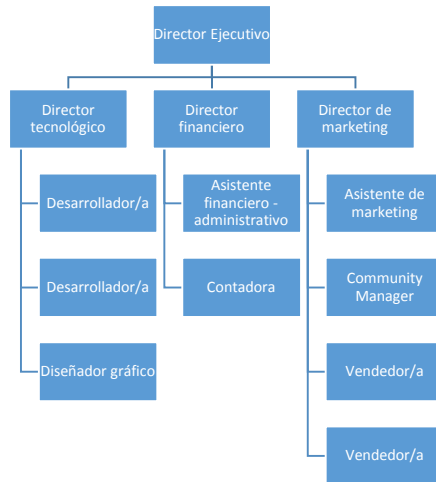 Director Ejecutivo
Director
tecnológico
Director
financiero
Director de
marketing
Desarrollador/a
Asistente
financiero -
administrativo
Asistente de
marketing
Desarrollador/a
Contadora
Community
Manager
Diseñador gráfico
Vendedor/a
Vendedor/a